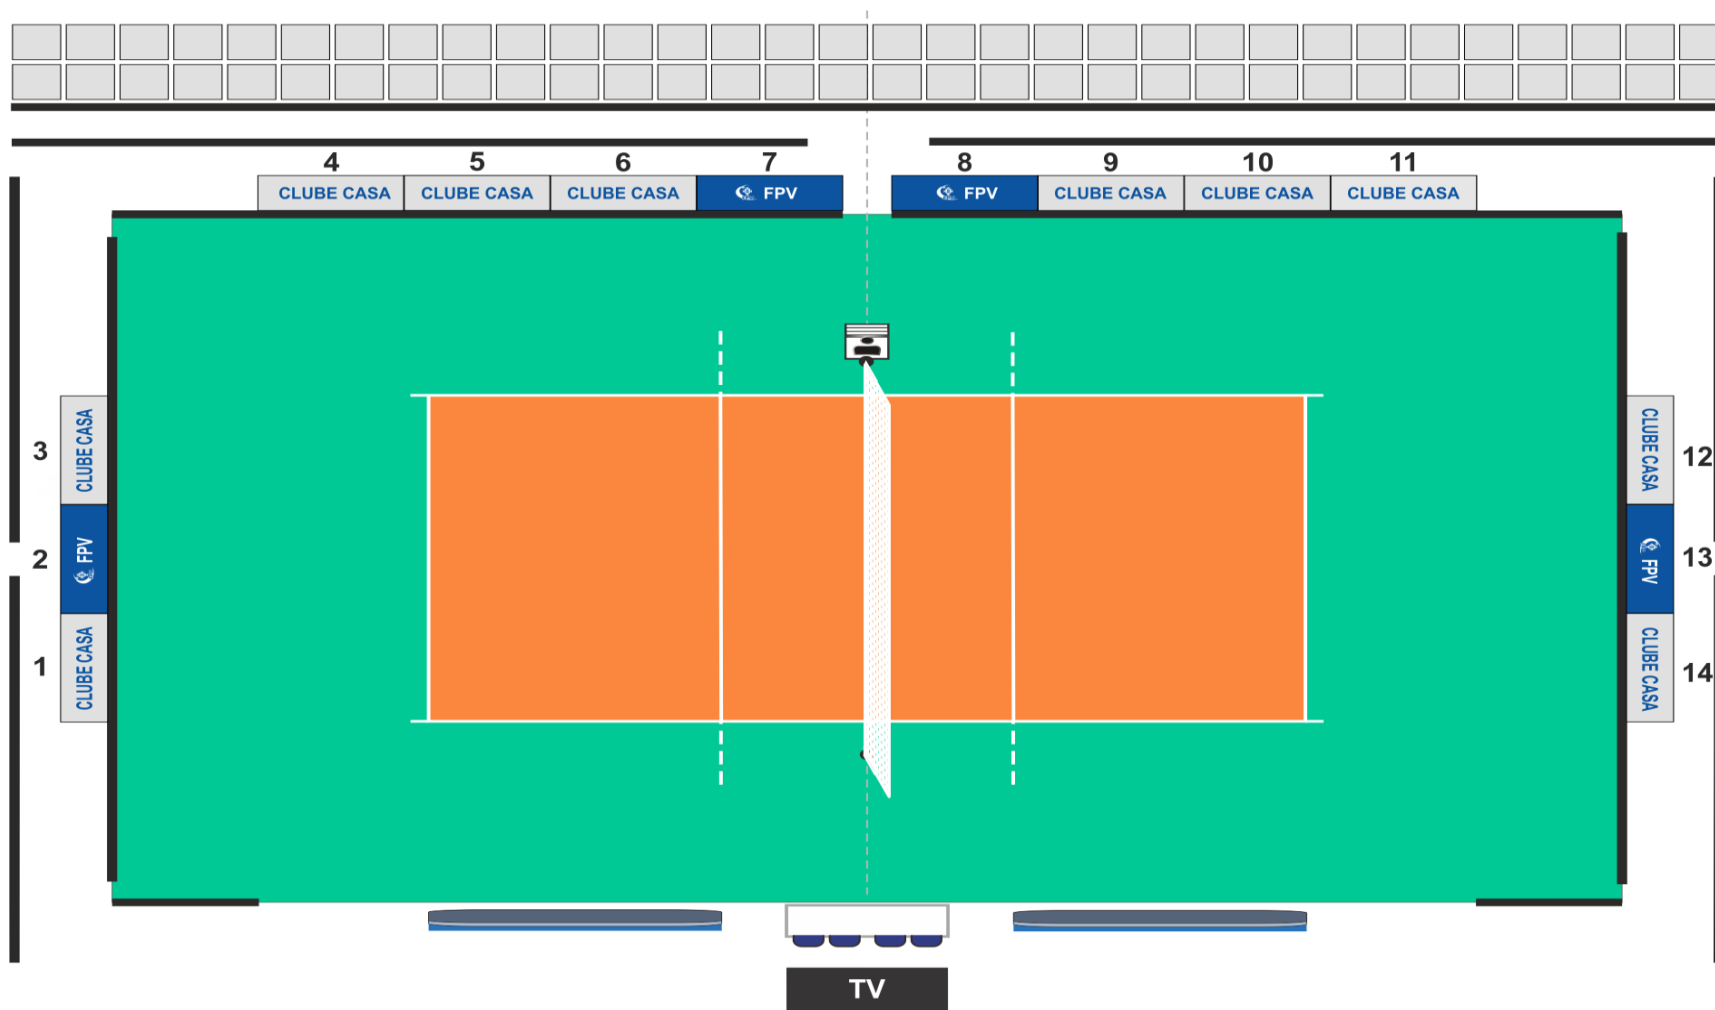 4 5 6 7 8 9 10 11
CLUBE CASA CLUBE CASA CLUBE CASA FPV FPV CLUBE CASA CLUBE CASA CLUBE CASA
3 CLUBE CASA
2 FPV
1 CLUBE CASA
CLUBE CASA 12
FPV 13
CLUBE CASA 14
TV